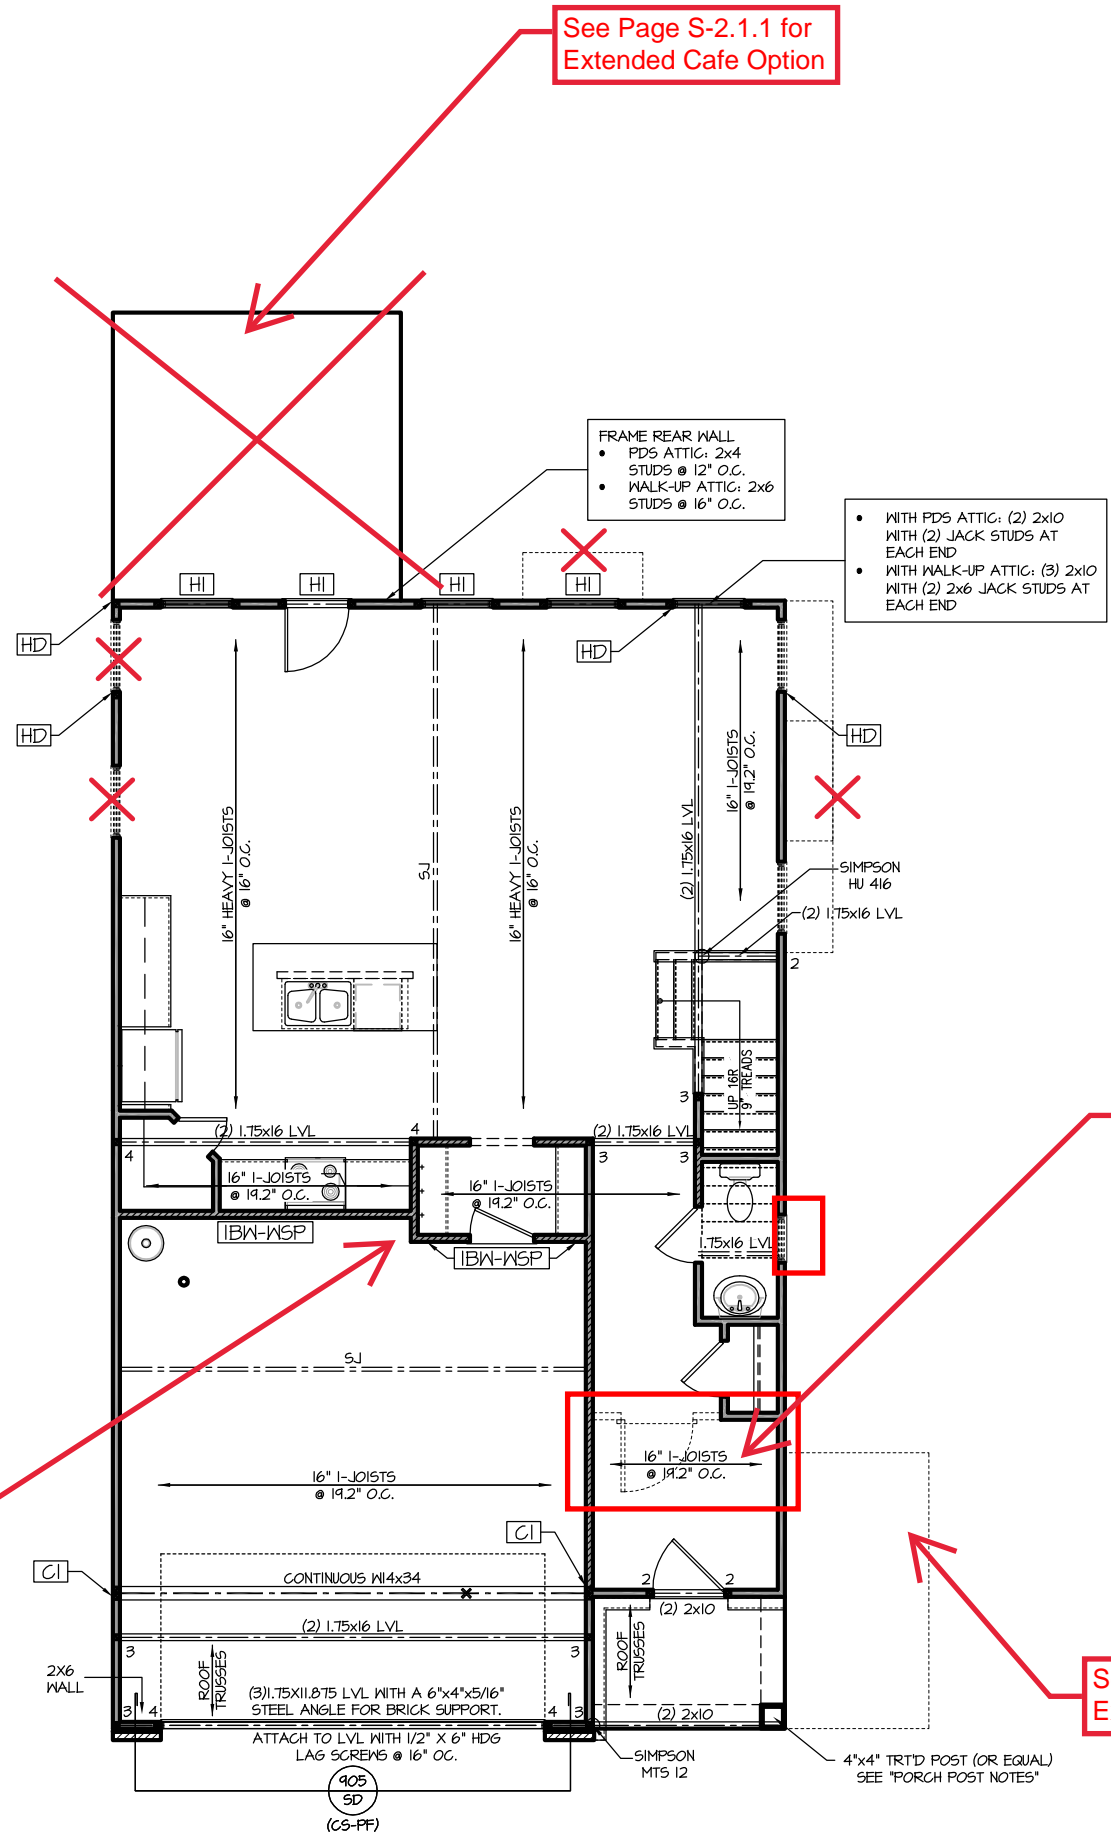 See Page S-2.1.1 for
Extended Cafe Option
FRAME REAR WALL
• PDS ATTIC: 2x4
STUDS @ 12" O.C.
• WALK-UP ATTIC: 2x6
STUDS @ 16" O.C.
• WITH PDS ATTIC: (2) 2x10
WITH (2) JACK STUDS AT
EACH END
• WITH WALK-UP ATTIC: (3) 2x10
WITH (2) 2x6 JACK STUDS AT
EACH END
H1
H1
H1
H1
HD
HD
HD
HD
16" HEAVY I-JOISTS
@ 16" O.C.
SJ
16" HEAVY I-JOISTS
@ 16" O.C.
(2) 1.75x16 LVL
16" I-JOISTS
@ 19.2" O.C.
SIMPSON
HU 416
(2) 1.75x16 LVL
2
UP 16R
9" TREADS
3
(2) 1.75x16 LVL
4
(2) 1.75x16 LVL
4
3
3
16" I-JOISTS
@ 19.2" O.C.
16" I-JOISTS
@ 19.2" O.C.
IBW-WSP
IBW-WSP
1.75x16 LVL
SJ
16" I-JOISTS
@ 19.2" O.C.
16" I-JOISTS
@ 19.2" O.C.
C1
C1
CONTINUOUS W14x34
2
2
(2) 2x10
(2) 1.75x16 LVL
3
3
ROOF
TRUSSES
ROOF
TRUSSES
2X6
WALL
(3)1.75X11.875 LVL WITH A 6"x4"x5/16"
STEEL ANGLE FOR BRICK SUPPORT.
3
4
4
3
(2) 2x10
ATTACH TO LVL WITH 1/2" X 6" HDG
LAG SCREWS @ 16" OC.
SIMPSON
MTS 12
4"x4" TRT'D POST (OR EQUAL)
SEE "PORCH POST NOTES"
905
SD
(CS-PF)
S
E